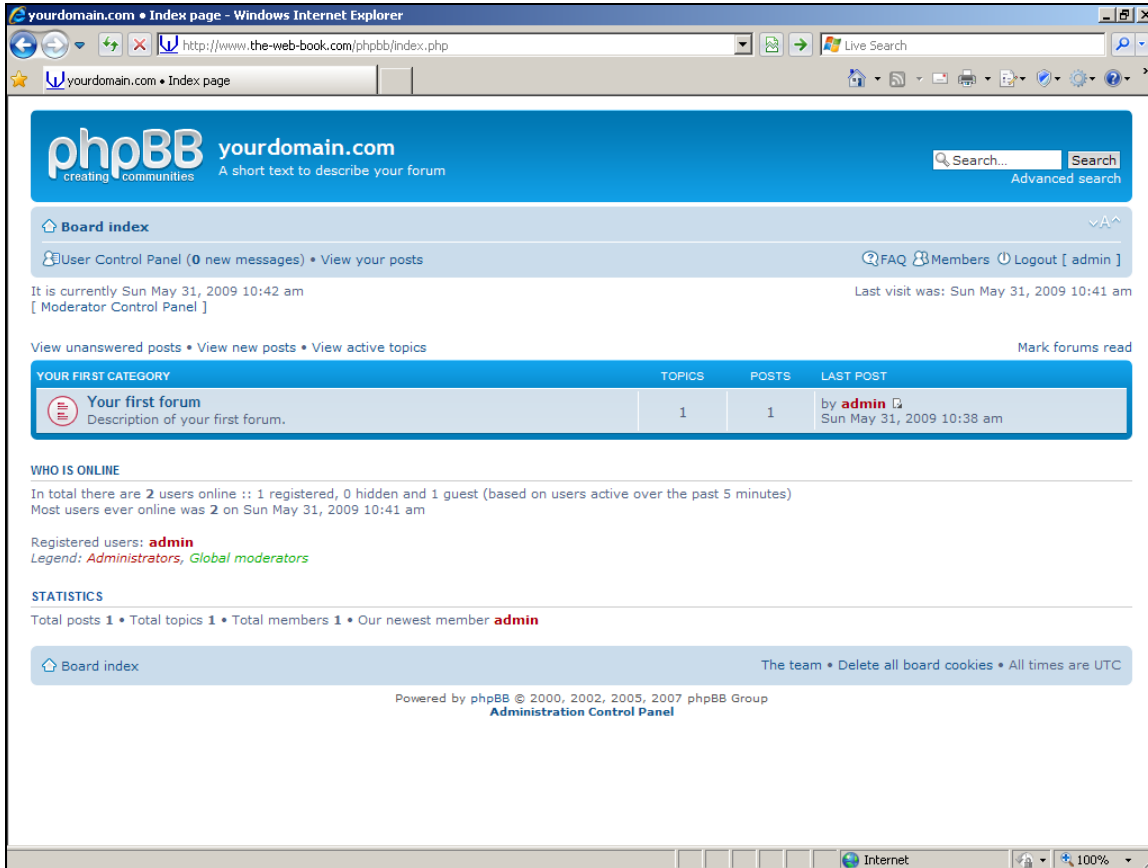 yourdomain.com • Index page - Windows Internet Explorer
http://www.the-web-book.com/phpbb/index.php
Live Search
yourdomain.com • Index page
phpBB
creating communities
yourdomain.com
A short text to describe your forum
Search...
Search
Advanced search
Board index
A
User Control Panel (0 new messages) • View your posts
FAQ Members Logout [ admin ]
It is currently Sun May 31, 2009 10:42 am
Last visit was: Sun May 31, 2009 10:41 am
[ Moderator Control Panel ]
View unanswered posts • View new posts • View active topics
Mark forums read
YOUR FIRST CATEGORY TOPICS POSTS LAST POST
Your first forum
Description of your first forum.
1
1
by admin
Sun May 31, 2009 10:38 am
WHO IS ONLINE
In total there are 2 users online :: 1 registered, 0 hidden and 1 guest (based on users active over the past 5 minutes)
Most users ever online was 2 on Sun May 31, 2009 10:41 am
Registered users: admin
Legend: Administrators, Global moderators
STATISTICS
Total posts 1 • Total topics 1 • Total members 1 • Our newest member admin
Board index
The team • Delete all board cookies • All times are UTC
Powered by phpBB © 2000, 2002, 2005, 2007 phpBB Group
Administration Control Panel
Internet
100%